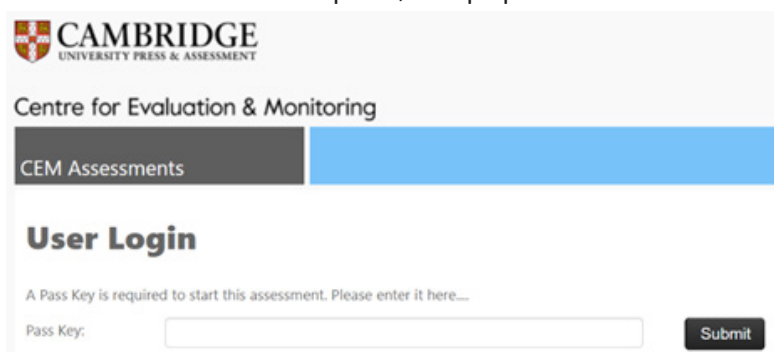 CAMBRIDGE
UNIVERSITY PRESS & ASSESSMENT
Centre for Evaluation & Monitoring
CEM Assessments
User Login
A Pass Key is required to start this assessment. Please enter it here....
Pass Key:
Submit